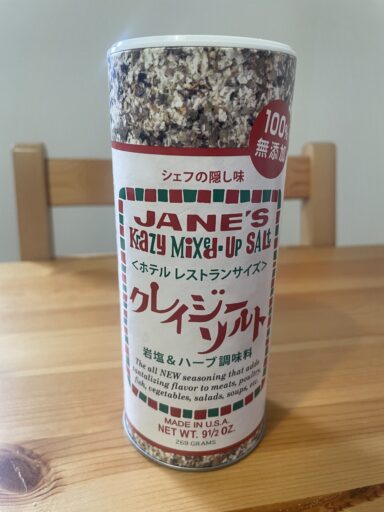 100%
無添加
シェフの隠し味
JANE'S
Krazy Mixed-Up Salt
<ホテル レストランサイズ>
クレイジー
ソルト
岩塩&ハーブ調味料
The all NEW seasoning that adds
tantalizing flavor to meats, poultry,
fish, vegetables, salads, soups, etc.
MADE IN U.S.A.
NET WT. 9 1/2 OZ.
269 GRAMS